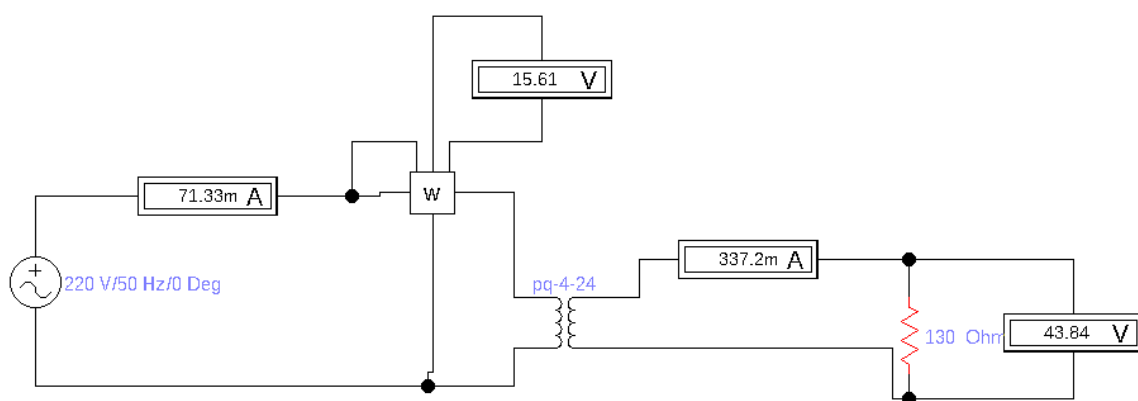 15.61 V
W
71.33m A
220 V/50 Hz/0 Deg
pq-4-24
337.2m A
130 Ohm
43.84 V